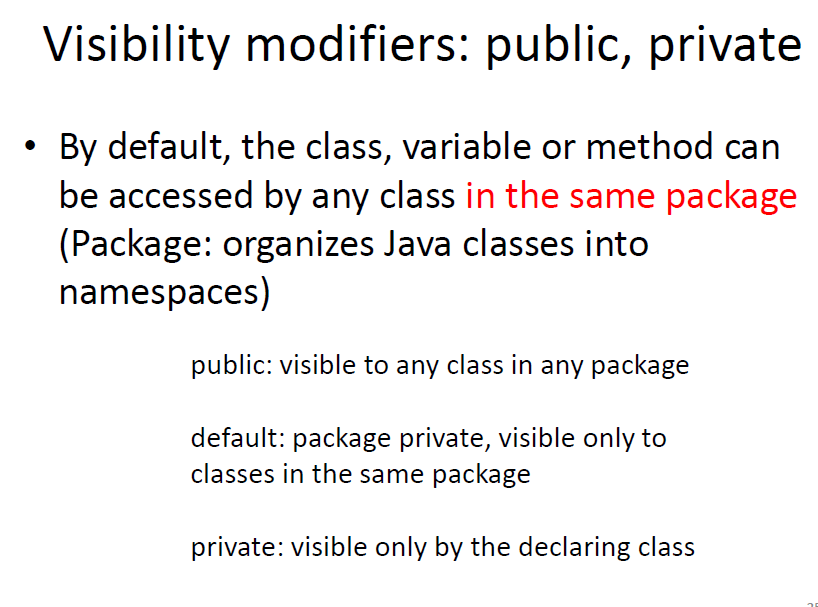 Visibility modifiers: public, private
• By default, the class, variable or method can
be accessed by any class in the same package
(Package: organizes Java classes into
namespaces)
public: visible to any class in any package
default: package private, visible only to
classes in the same package
private: visible only by the declaring class